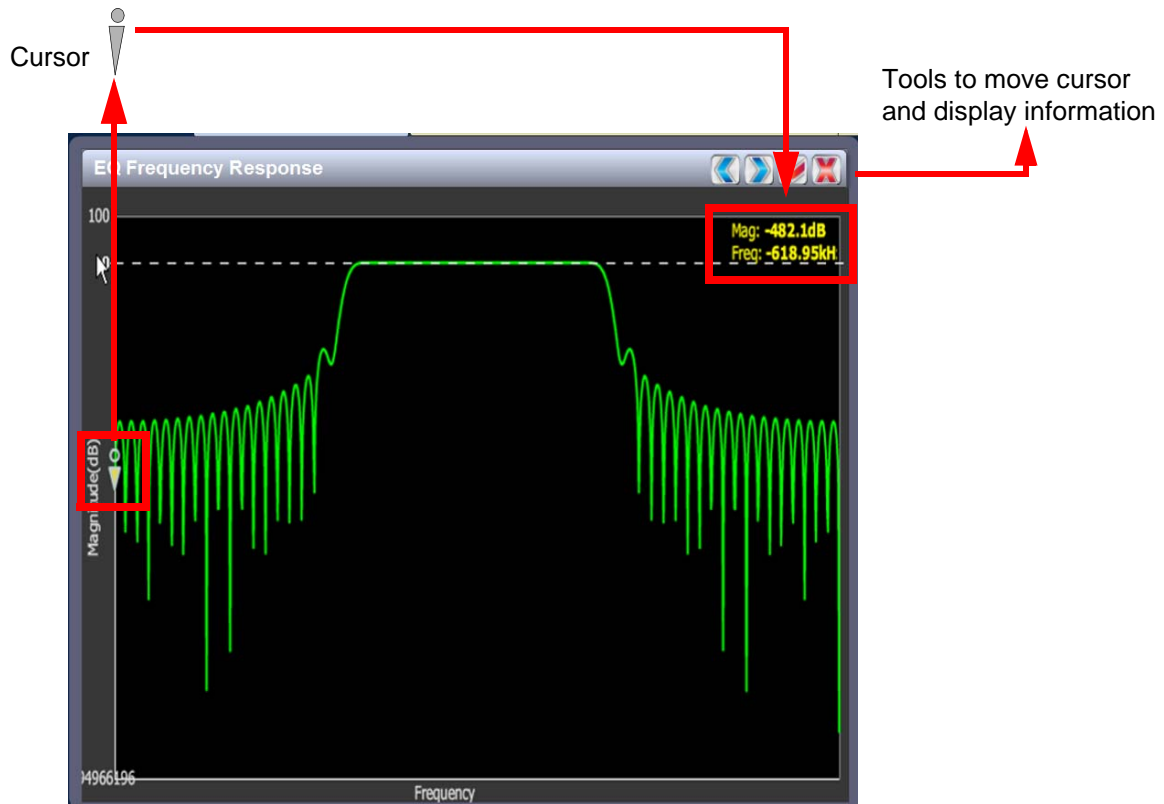 Cursor
Tools to move cursor
and display information
EQ Frequency Response
100
Mag: -482.1dB
Freq: -618.95kH
Magnitude(dB)
94966196
Frequency